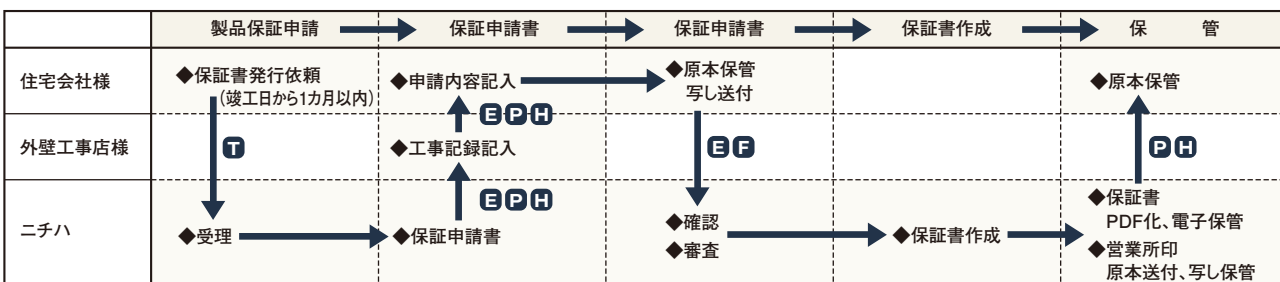 製品保証申請 保証申請書 保証申請書 保証書作成 保管
住宅会社様
◆保証書発行依頼
(竣工日から1カ月以内)
◆申請内容記入
◆原本保管
写し送付
◆原本保管
E P H
外壁工事店様
T
◆工事記録記入
E F
P H
E P H
ニチハ
◆受理
◆保証申請書
◆確認
◆審査
◆保証書作成
◆保証書
PDF化、電子保管
◆営業所印
原本送付、写し保管